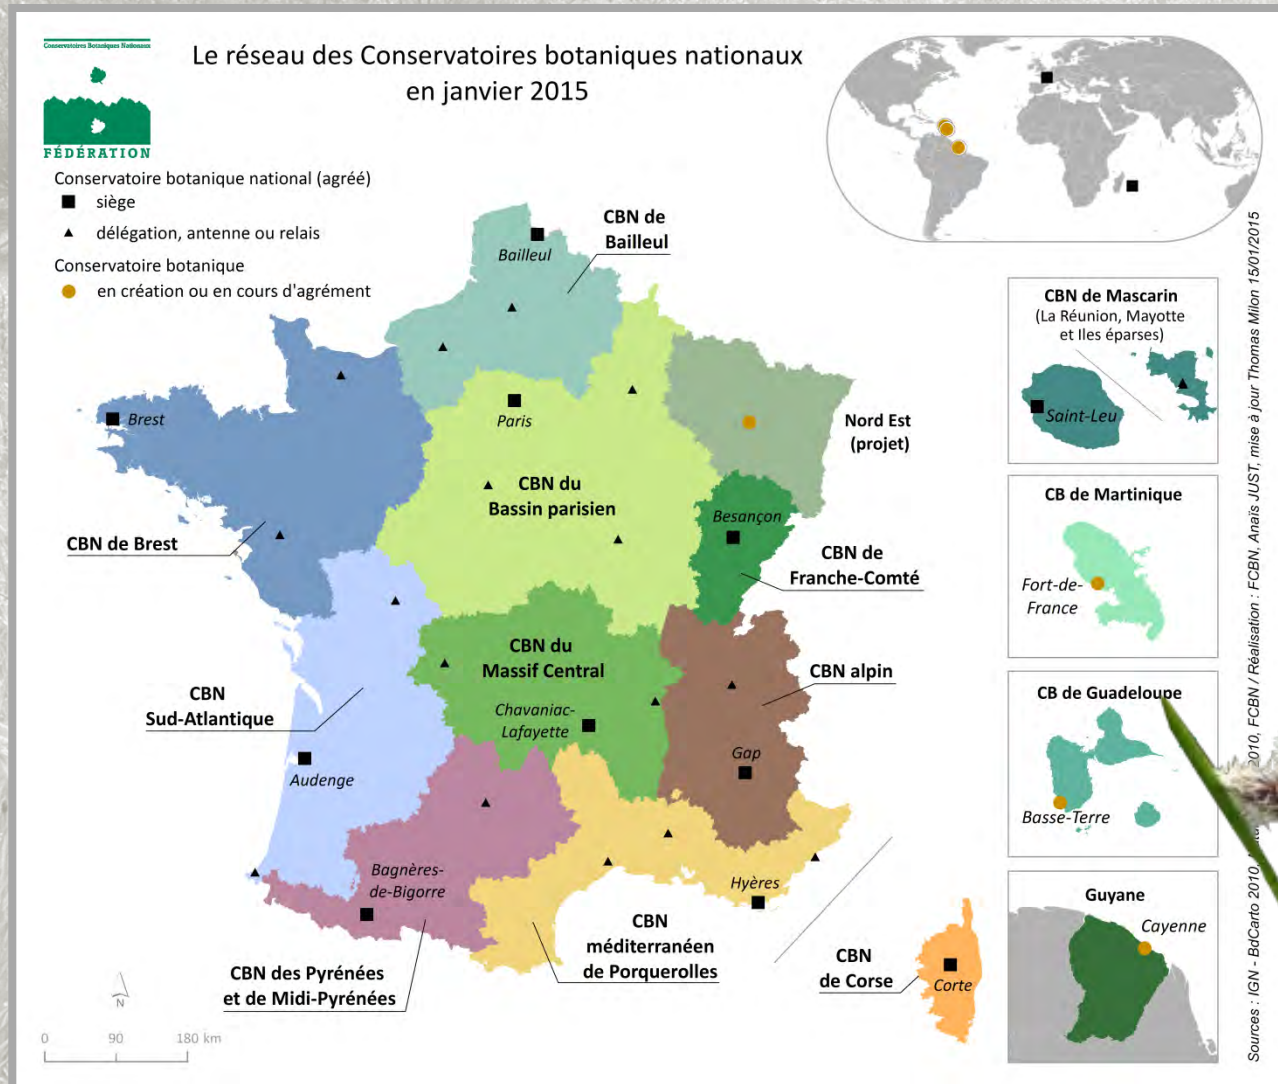 Conservatoires Botaniques Nationaux
FÉDÉRATION
Le réseau des Conservatoires botaniques nationaux
en janvier 2015
Conservatoire botanique national (agréé)
siège
délégation, antenne ou relais
Conservatoire botanique
en création ou en cours d'agrément
CBN de
Bailleul
Bailleul
Brest
Paris
Nord Est
(projet)
CBN du
Bassin parisien
Besançon
CBN de Brest
CBN de
Franche-Comté
CBN du
Massif Central
CBN alpin
CBN
Sud-Atlantique
Chavaniac-
Lafayette
Gap
Audenge
Bagnères-
de-Bigorre
Hyères
CBN
méditerranéen
de Porquerolles
CBN des Pyrénées
et de Midi-Pyrénées
CBN
de Corse
Corte
N
0 90 180 km
CBN de Mascarin
(La Réunion, Mayotte
et Iles éparses)
Saint-Leu
CB de Martinique
Fort-de-
France
CB de Guadeloupe
Basse-Terre
Guyane
Cayenne
Sources : IGN - BdCarto 2010, 2010, FCBN / Réalisation : FCBN, Anaïs JUST, mise à jour Thomas Milon 15/01/2015